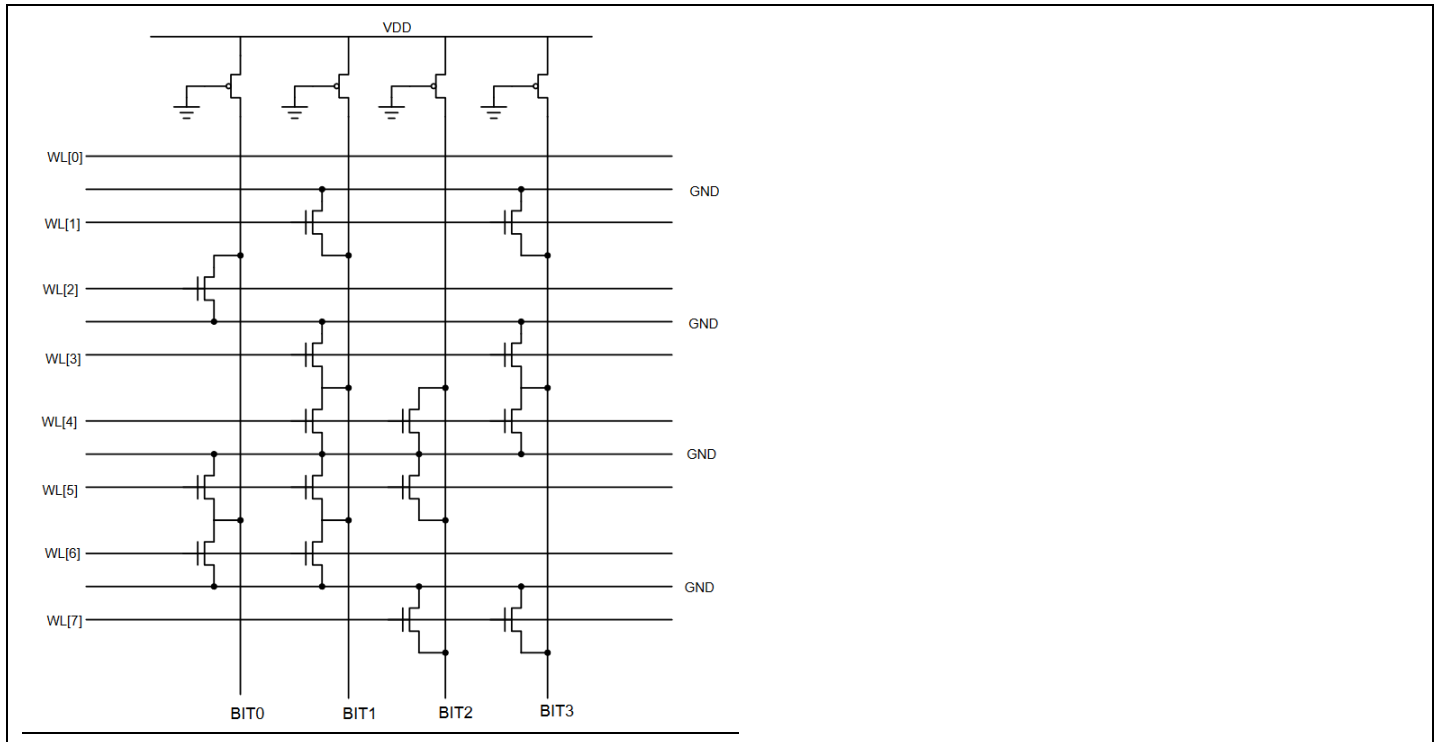 VDD
WL[0]
GND
WL[1]
WL[2]
GND
WL[3]
WL[4]
GND
WL[5]
WL[6]
GND
WL[7]
BIT0 BIT1 BIT2 BIT3